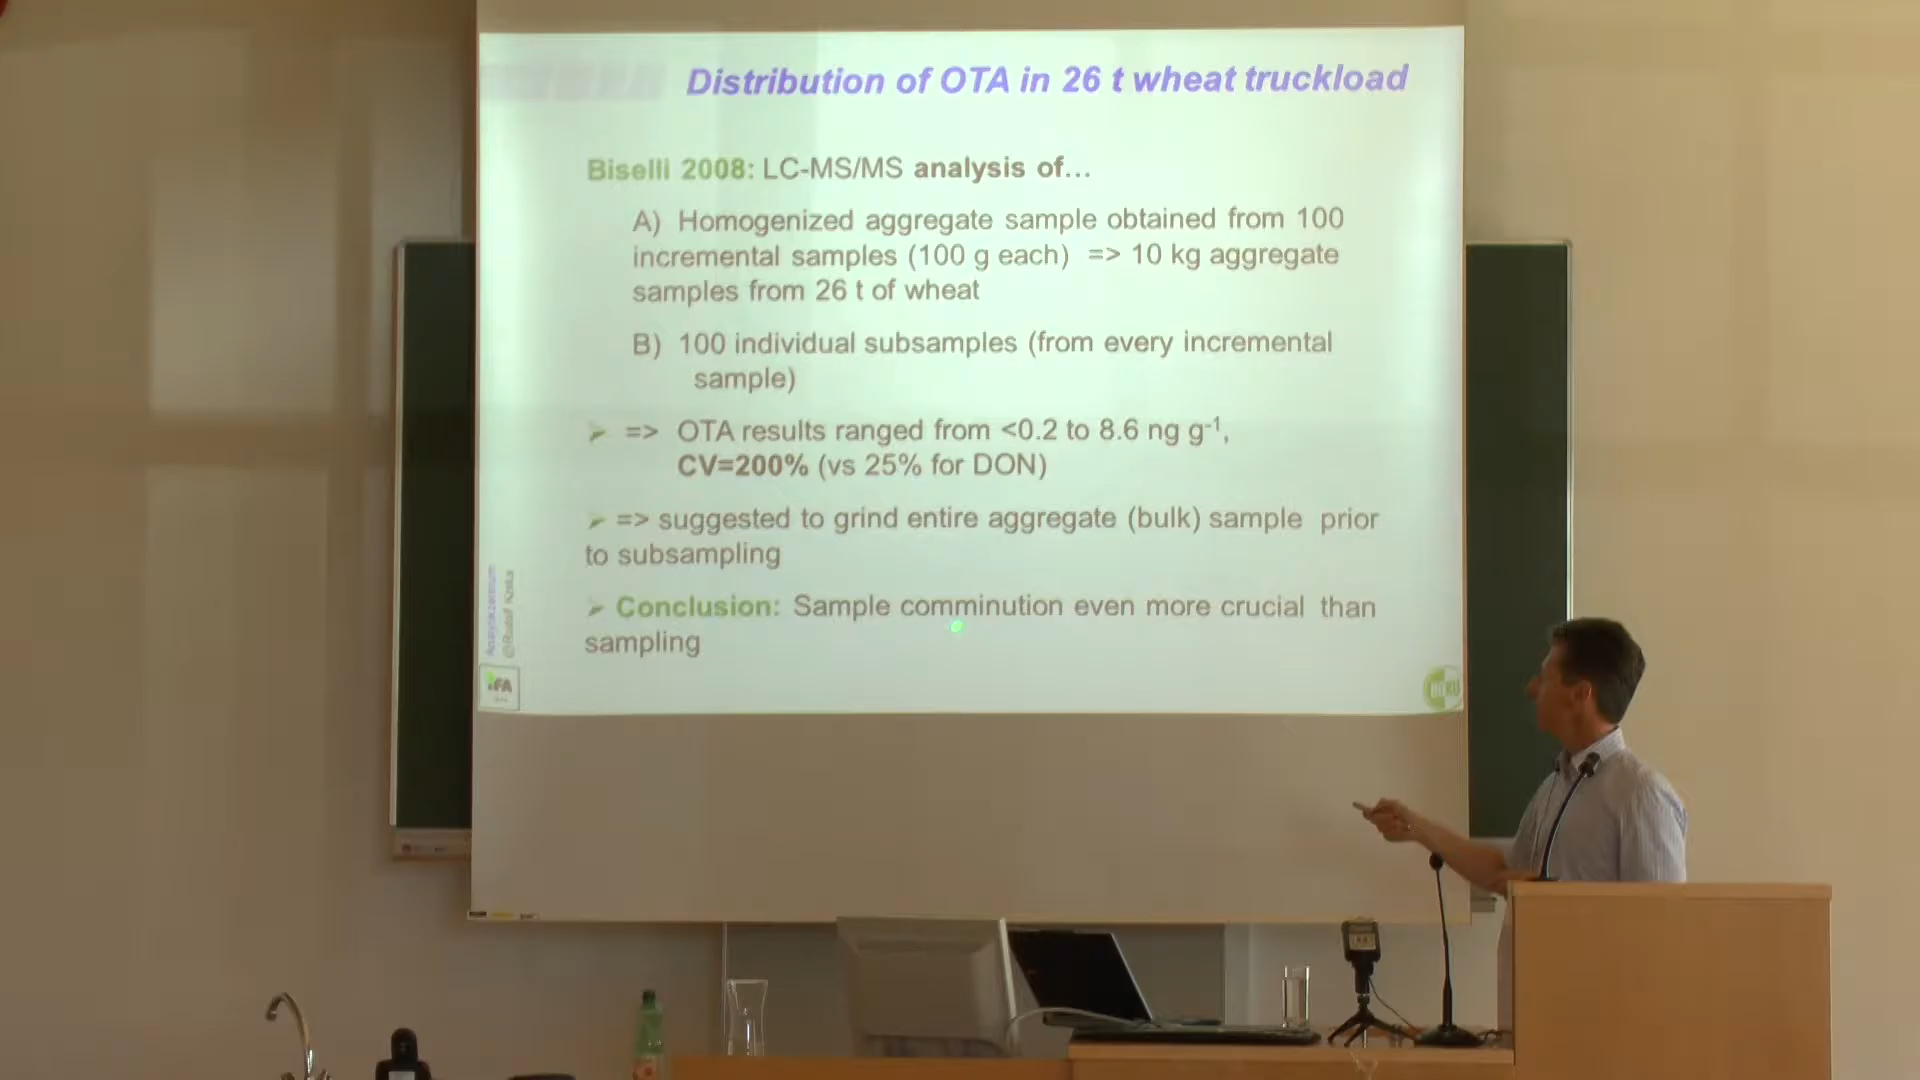 Distribution of OTA in 26 t wheat truckload
Biselli 2008: LC-MS/MS analysis of...
A) Homogenized aggregate sample obtained from 100
incremental samples (100 g each) => 10 kg aggregate
samples from 26 t of wheat
B) 100 individual subsamples (from every incremental
sample)
=> OTA results ranged from <0.2 to 8.6 ng g⁻¹,
CV=200% (vs 25% for DON)
=> suggested to grind entire aggregate (bulk) sample prior
to subsampling
Conclusion: Sample comminution even more crucial than
sampling
IFA